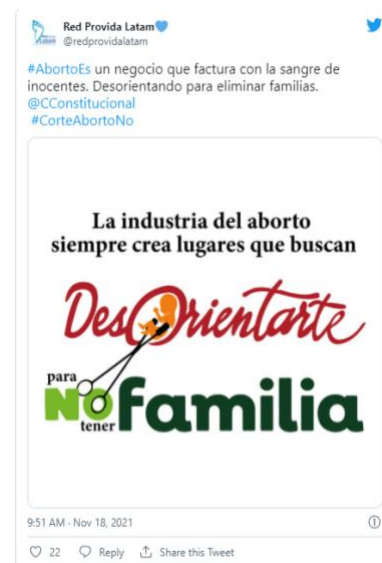 Red Provida Latam
@redprovidalatam
#AbortoEs un negocio que factura con la sangre de
inocentes. Desorientando para eliminar familias.
@CConstitucional
#CorteAbortoNo
La industria del aborto
siempre crea lugares que buscan
DesOrientarte
para
NO familia
tener
9:51 AM · Nov 18, 2021
22 Reply Share this Tweet